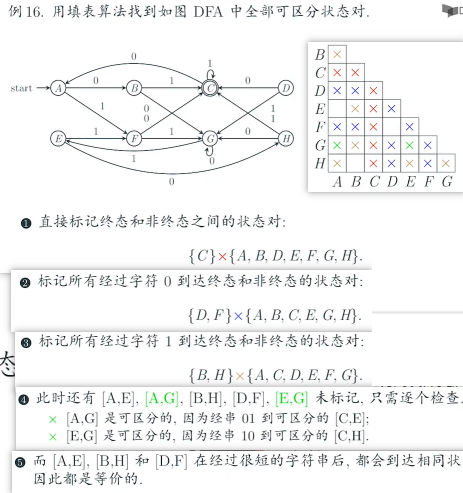 例 16. 用填表算法找到如图 DFA 中全部可区分状态对.
start A B C D
0 0 1 1 0
1 0 0 1 1
E F G H
1 1 0
1 0
0
B ×
C × ×
D × × ×
E × × ×
F × × × ×
G × × × × × ×
H × × × × × ×
A B C D E F G
❶ 直接标记终态和非终态之间的状态对:
{C}×{A, B, D, E, F, G, H}.
❷ 标记所有经过字符 0 到达终态和非终态的状态对:
{D, F}×{A, B, C, E, G, H}.
❸ 标记所有经过字符 1 到达终态和非终态的状态对:
{B, H}×{A, C, D, E, F, G}.
态
❹ 此时还有 [A,E], [A,G], [B,H], [D,F], [E,G] 未标记, 只需逐个检查.
× [A,G] 是可区分的, 因为经串 01 到可区分的 [C,E];
× [E,G] 是可区分的, 因为经串 10 到可区分的 [C,H].
❺ 而 [A,E], [B,H] 和 [D,F] 在经过很短的字符串后, 都会到达相同状
因此都是等价的.